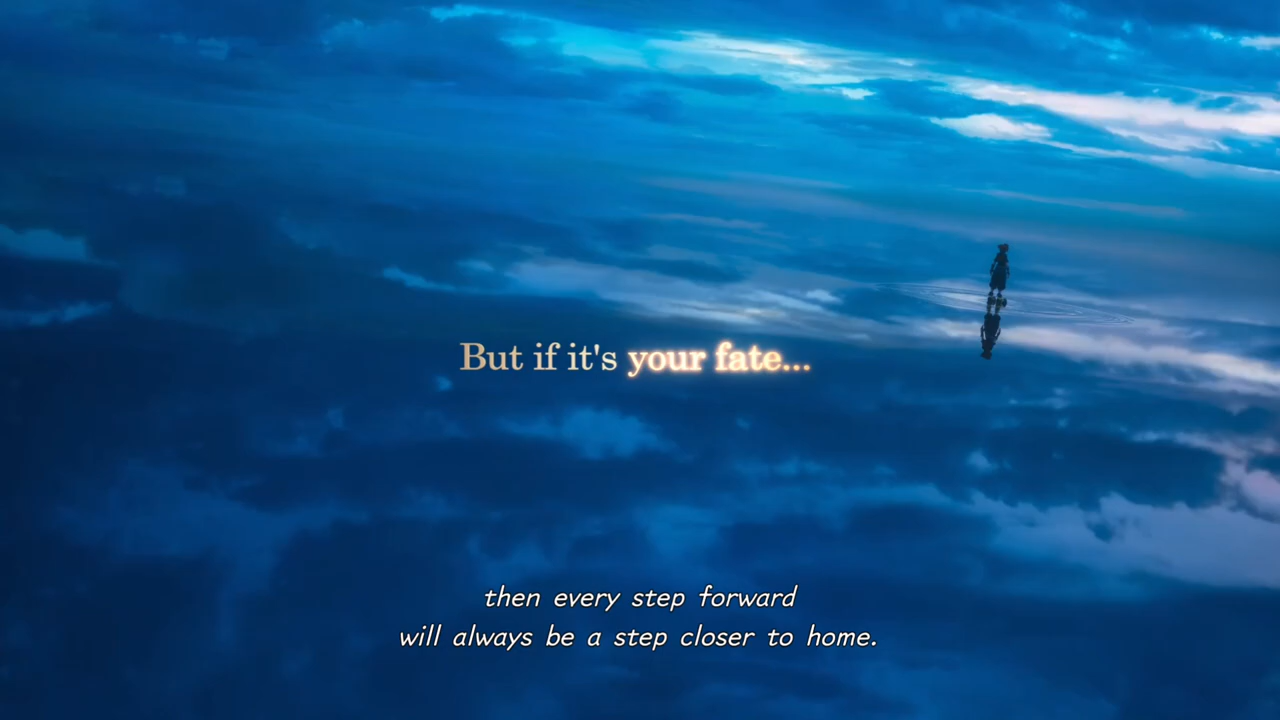 But if it's your fate...
then every step forward
will always be a step closer to home.